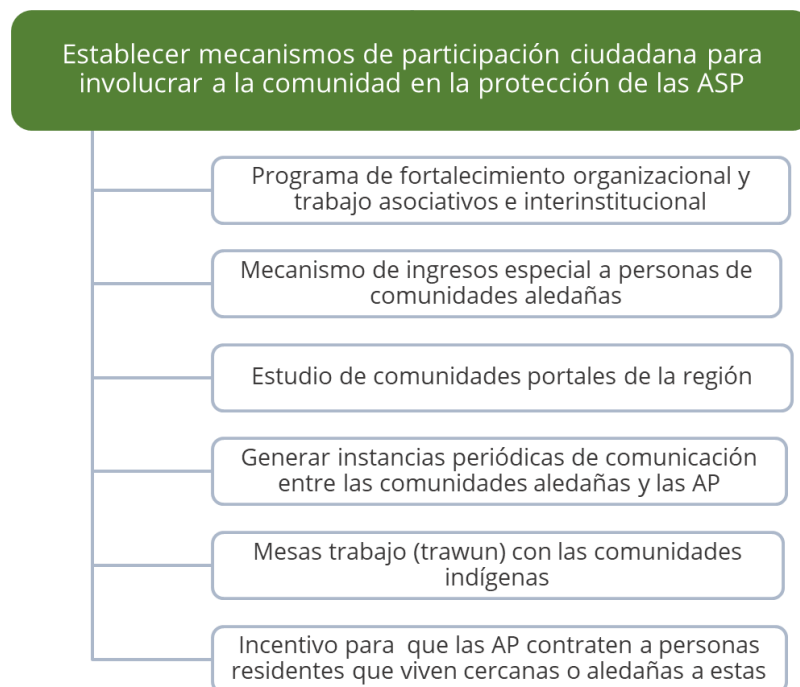 Establecer mecanismos de participación ciudadana para
involucrar a la comunidad en la protección de las ASP
Programa de fortalecimiento organizacional y
trabajo asociativos e interinstitucional
Mecanismo de ingresos especial a personas de
comunidades aledañas
Estudio de comunidades portales de la región
Generar instancias periódicas de comunicación
entre las comunidades aledañas y las AP
Mesas trabajo (trawun) con las comunidades
indígenas
Incentivo para  que las AP contraten a personas
residentes que viven cercanas o aledañas a estas